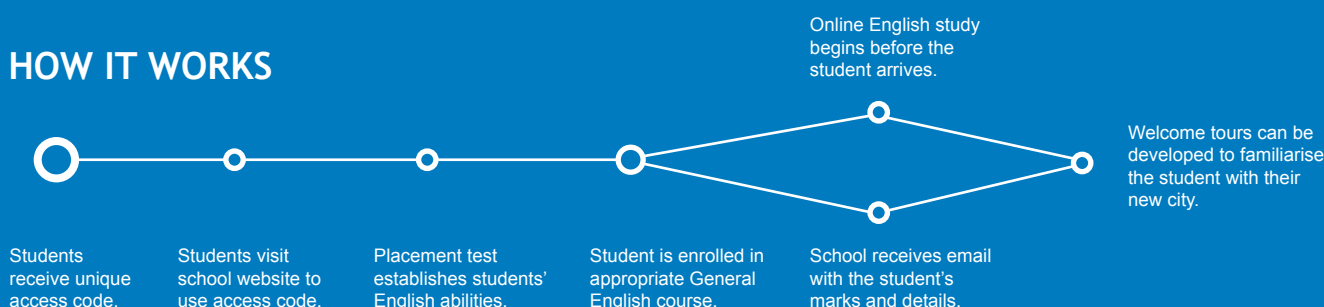 HOW IT WORKS
Online English study
begins before the
student arrives.
Welcome tours can be
developed to familiarise
the student with their
new city.
Students
receive unique
access code.
Students visit
school website to
use access code.
Placement test
establishes students’
English abilities.
Student is enrolled in
appropriate General
English course.
School receives email
with the student’s
marks and details.